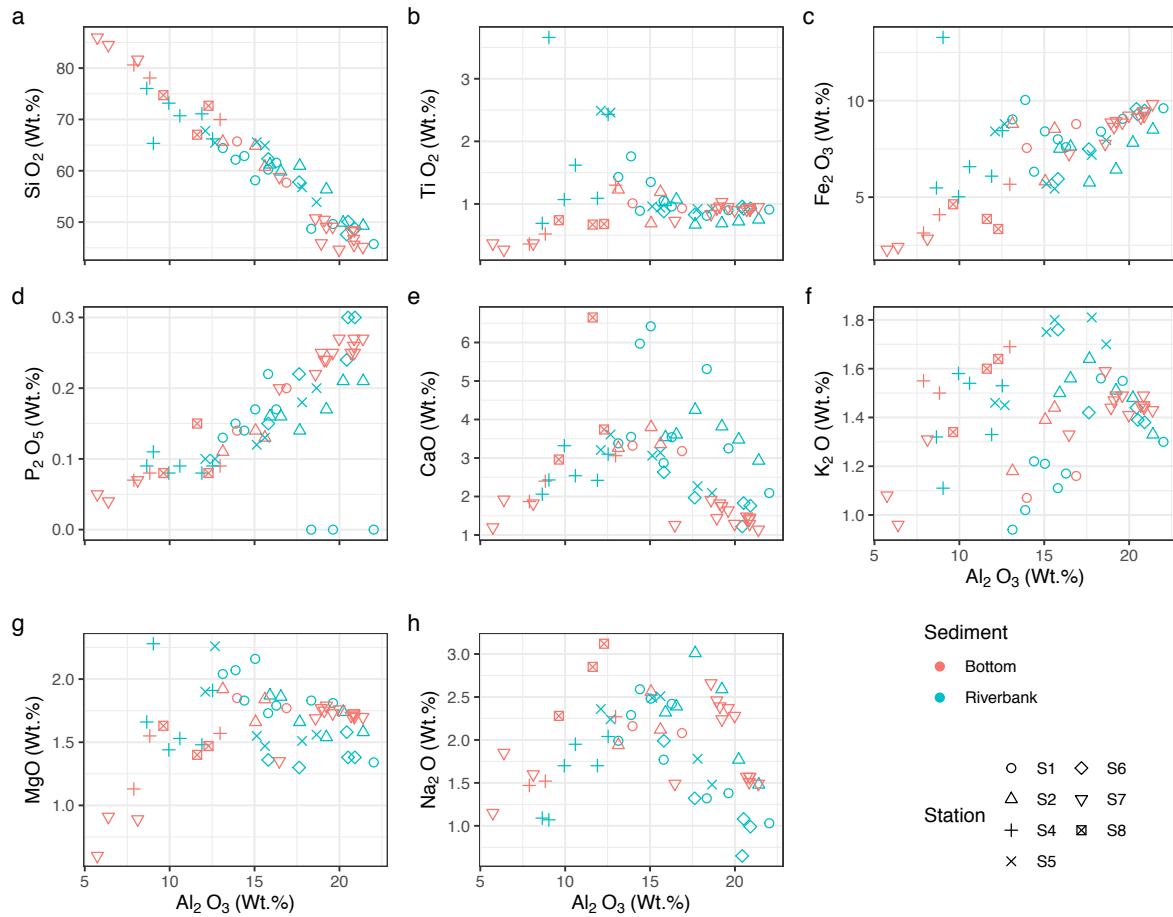 a
b
c
80
70
60
50
Si O2 (Wt.%)
3
2
1
Ti O2 (Wt.%)
10
5
Fe2 O3 (Wt.%)
d
e
f
0.3
0.2
0.1
0.0
P2 O5 (Wt.%)
6
5
4
3
2
1
CaO (Wt.%)
1.8
1.6
1.4
1.2
1.0
K2 O (Wt.%)
5 10 15 20
Al2 O3 (Wt.%)
g
h
2.0
1.5
1.0
MgO (Wt.%)
5 10 15 20
Al2 O3 (Wt.%)
3.0
2.5
2.0
1.5
1.0
Na2 O (Wt.%)
5 10 15 20
Al2 O3 (Wt.%)
Sediment
Bottom
Riverbank
Station
S1 S6
S2 S7
S4 S8
S5